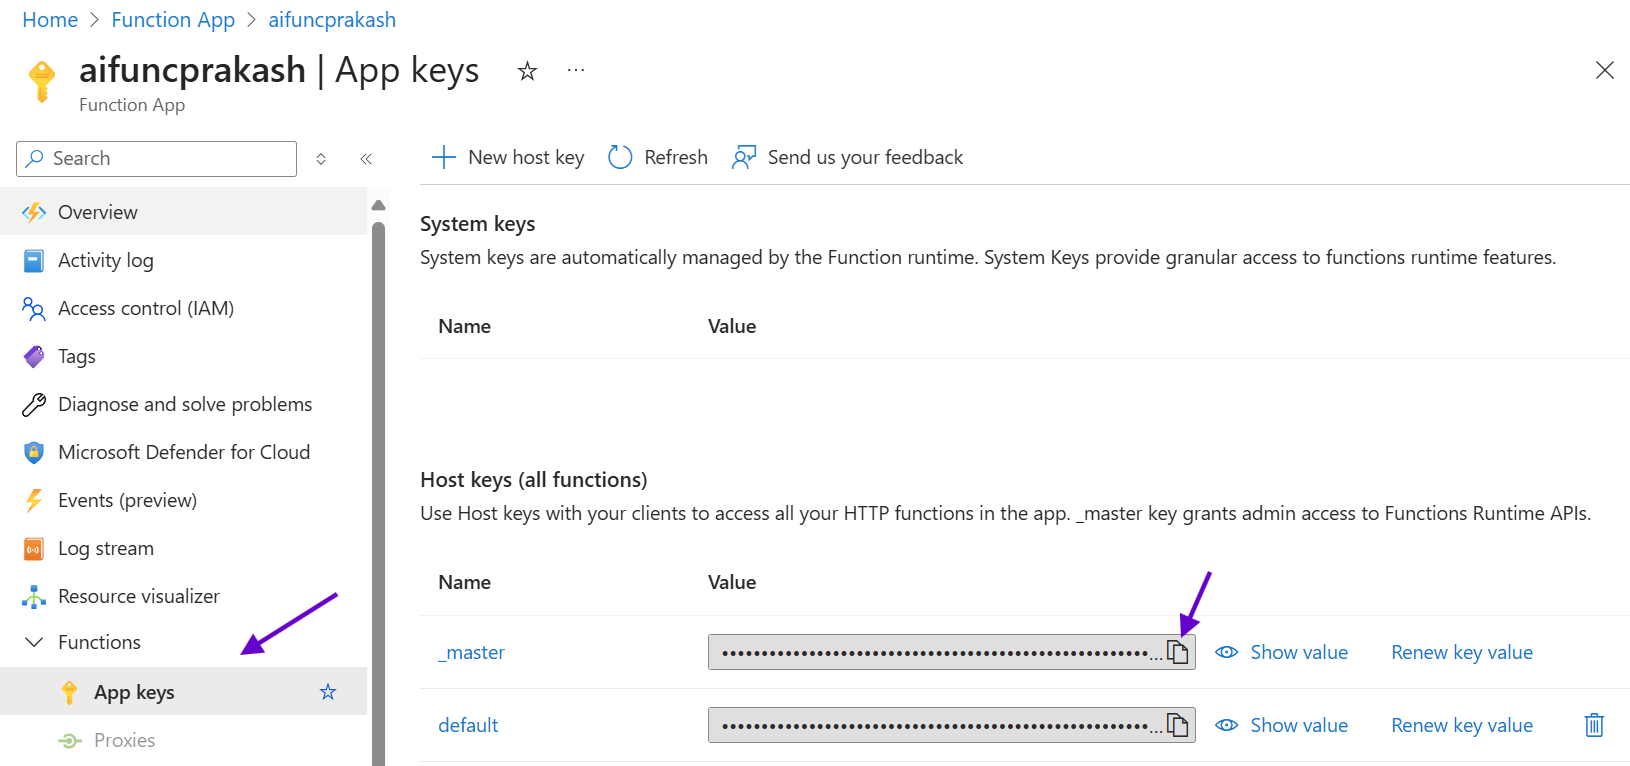 Home > Function App > aifuncprakash
aifuncprakash | App keys
Function App
Search
Overview
Activity log
Access control (IAM)
Tags
Diagnose and solve problems
Microsoft Defender for Cloud
Events (preview)
Log stream
Resource visualizer
Functions
App keys
Proxies
New host key Refresh Send us your feedback
System keys
System keys are automatically managed by the Function runtime. System Keys provide granular access to functions runtime features.
Name Value
Host keys (all functions)
Use Host keys with your clients to access all your HTTP functions in the app. _master key grants admin access to Functions Runtime APIs.
Name Value
_master Show value Renew key value
default Show value Renew key value